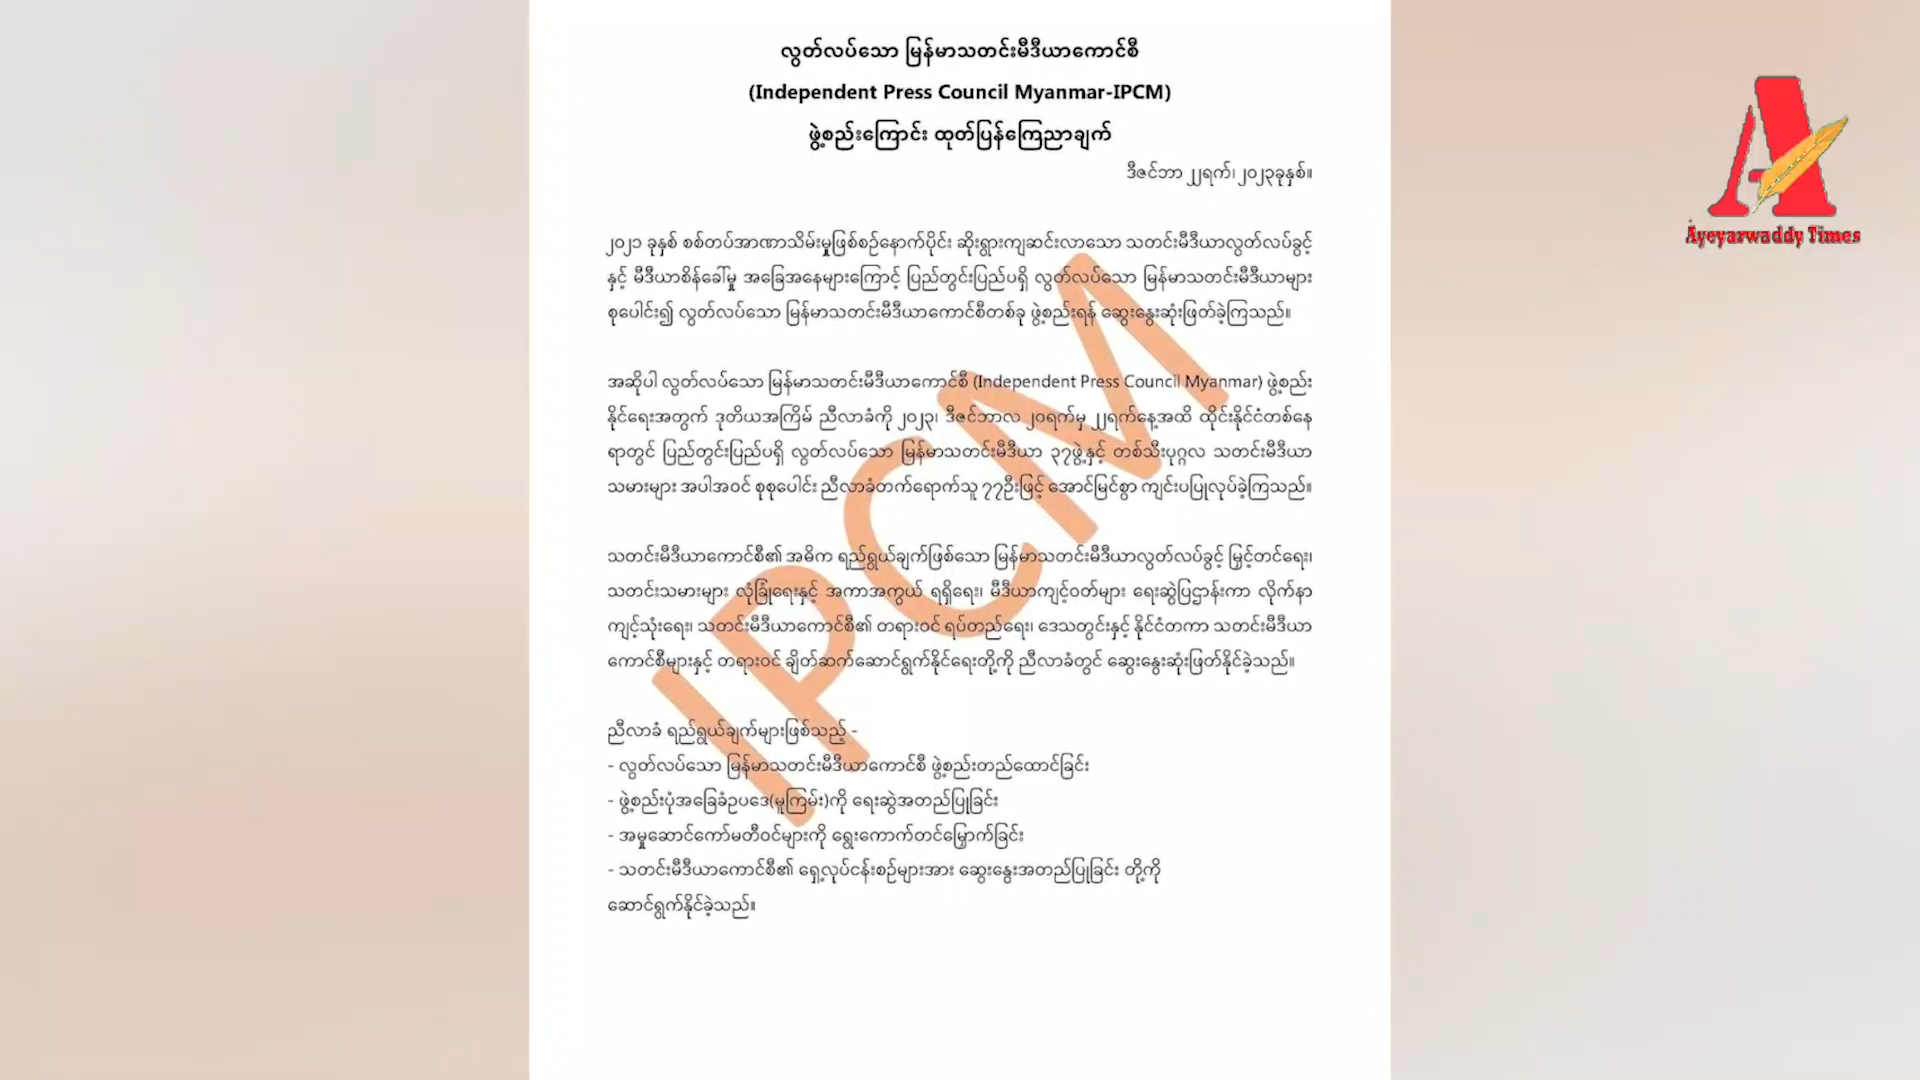 လွတ်လပ်သော မြန်မာသတင်းမီဒီယာကောင်စီ
(Independent Press Council Myanmar-IPCM)
ဖွဲ့စည်းကြောင်း ထုတ်ပြန်ကြေညာချက်
ဒီဇင်ဘာ ၂၂ရက်၊ ၂၀၂၃ခုနှစ်။
၂၀၂၁ ခုနှစ် စစ်တပ်အာဏာသိမ်းမှုဖြစ်စဉ်နောက်ပိုင်း ဆိုးရွားကျဆင်းလာသော သတင်းမီဒီယာလွတ်လပ်ခွင့်
နှင့် မီဒီယာစိန်ခေါ်မှု အခြေအနေများကြောင့် ပြည်တွင်းပြည်ပရှိ လွတ်လပ်သော မြန်မာသတင်းမီဒီယာများ
စုပေါင်း၍ လွတ်လပ်သော မြန်မာသတင်းမီဒီယာကောင်စီတစ်ခု ဖွဲ့စည်းရန် ဆွေးနွေးဆုံးဖြတ်ခဲ့ကြသည်။
အဆိုပါ လွတ်လပ်သော မြန်မာသတင်းမီဒီယာကောင်စီ (Independent Press Council Myanmar) ဖွဲ့စည်း
နိုင်ရေးအတွက် ဒုတိယအကြိမ် ညီလာခံကို ၂၀၂၃၊ ဒီဇင်ဘာလ ၂၀ရက်မှ ၂၂ရက်နေ့အထိ ထိုင်းနိုင်ငံတစ်နေ
ရာတွင် ပြည်တွင်းပြည်ပရှိ လွတ်လပ်သော မြန်မာသတင်းမီဒီယာ ၃၇ဖွဲ့နှင့် တစ်သီးပုဂ္ဂလ သတင်းမီဒီယာ
သမားများ အပါအဝင် စုစုပေါင်း ညီလာခံတက်ရောက်သူ ၇၇ဦးဖြင့် အောင်မြင်စွာ ကျင်းပပြုလုပ်ခဲ့ကြသည်။
သတင်းမီဒီယာကောင်စီ၏ အဓိက ရည်ရွယ်ချက်ဖြစ်သော မြန်မာသတင်းမီဒီယာလွတ်လပ်ခွင့် မြှင့်တင်ရေး၊
သတင်းသမားများ လုံခြုံရေးနှင့် အကာအကွယ် ရရှိရေး၊ မီဒီယာကျင့်ဝတ်များ ရေးဆွဲပြဌာန်းကာ လိုက်နာ
ကျင့်သုံးရေး၊ သတင်းမီဒီယာကောင်စီ၏ တရားဝင် ရပ်တည်ရေး၊ ဒေသတွင်းနှင့် နိုင်ငံတကာ သတင်းမီဒီယာ
ကောင်စီများနှင့် တရားဝင် ချိတ်ဆက်ဆောင်ရွက်နိုင်ရေးတို့ကို ညီလာခံတွင် ဆွေးနွေးဆုံးဖြတ်နိုင်ခဲ့သည်။
ညီလာခံ ရည်ရွယ်ချက်များဖြစ်သည့် -
- လွတ်လပ်သော မြန်မာသတင်းမီဒီယာကောင်စီ ဖွဲ့စည်းတည်ထောင်ခြင်း
- ဖွဲ့စည်းပုံအခြေခံဥပဒေ(မူကြမ်း)ကို ရေးဆွဲအတည်ပြုခြင်း
- အမှုဆောင်ကော်မတီဝင်များကို ရွေးကောက်တင်မြှောက်ခြင်း
- သတင်းမီဒီယာကောင်စီ၏ ရှေ့လုပ်ငန်းစဉ်များအား ဆွေးနွေးအတည်ပြုခြင်း တို့ကို
ဆောင်ရွက်နိုင်ခဲ့သည်။
IPCM
A
Ayeyarwaddy Times